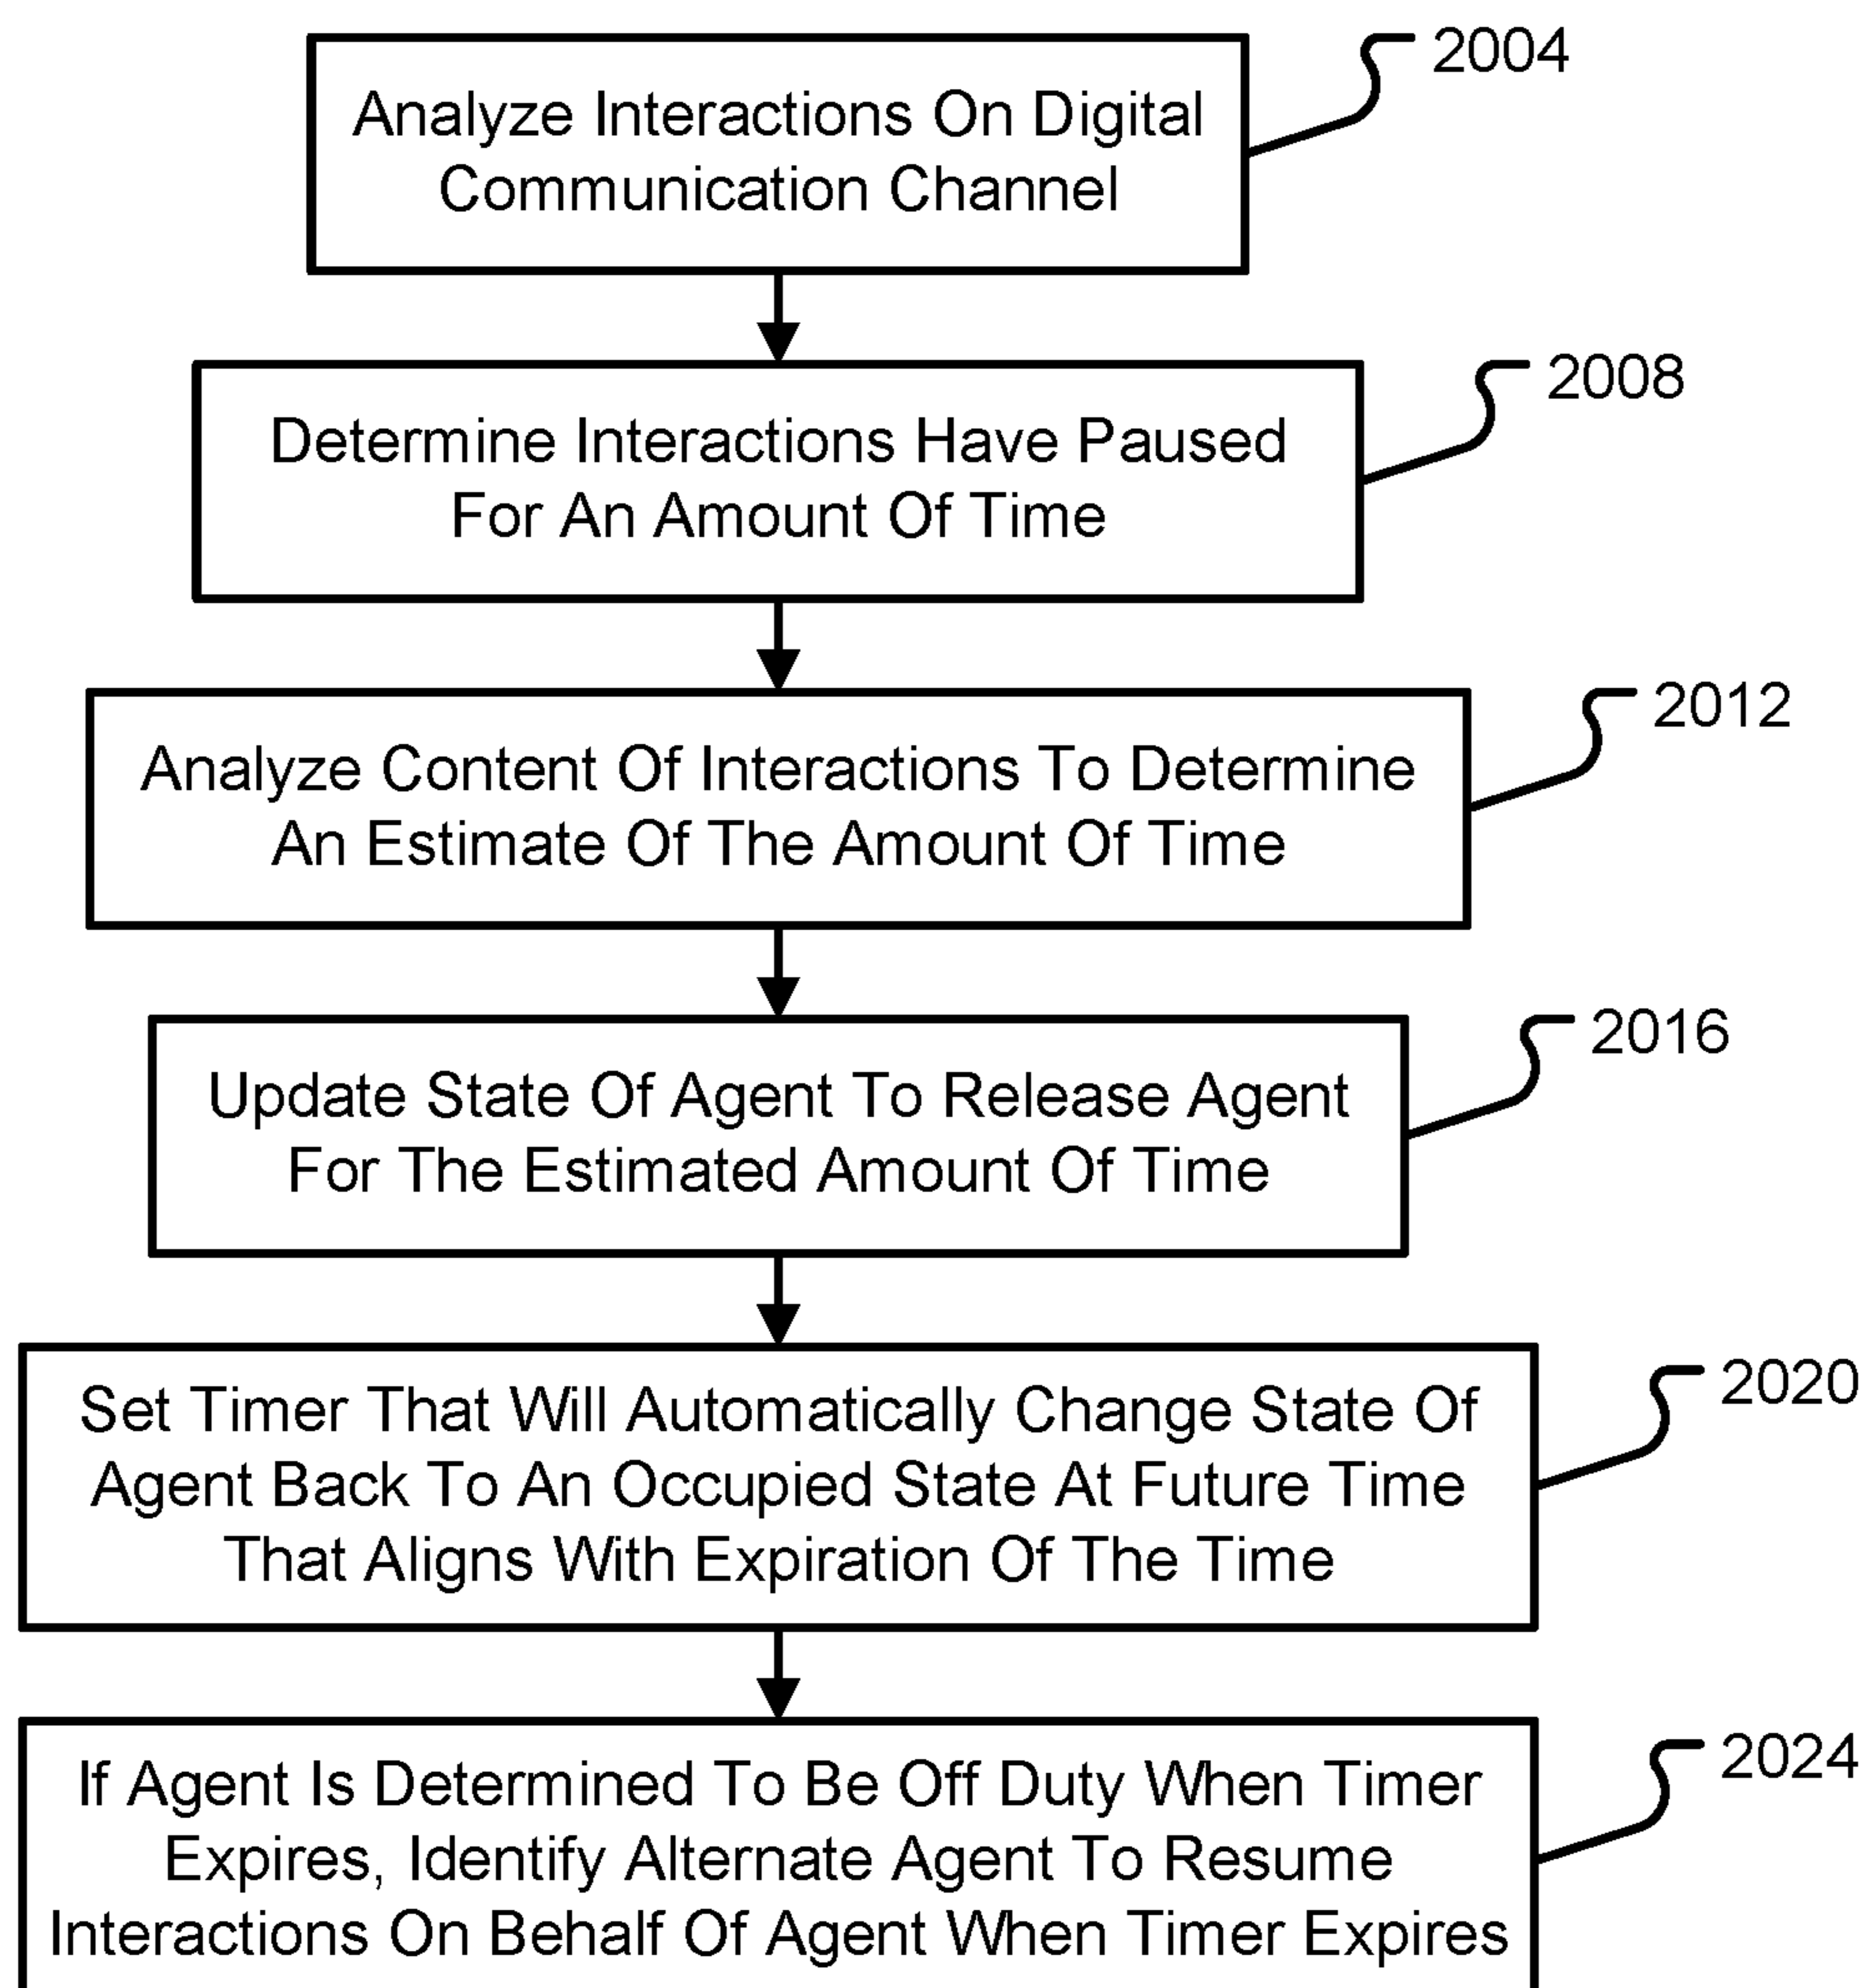 2004
Analyze Interactions On Digital
Communication Channel
2008
Determine Interactions Have Paused
For An Amount Of Time
2012
Analyze Content Of Interactions To Determine
An Estimate Of The Amount Of Time
2016
Update State Of Agent To Release Agent
For The Estimated Amount Of Time
2020
Set Timer That Will Automatically Change State Of
Agent Back To An Occupied State At Future Time
That Aligns With Expiration Of The Time
2024
If Agent Is Determined To Be Off Duty When Timer
Expires, Identify Alternate Agent To Resume
Interactions On Behalf Of Agent When Timer Expires